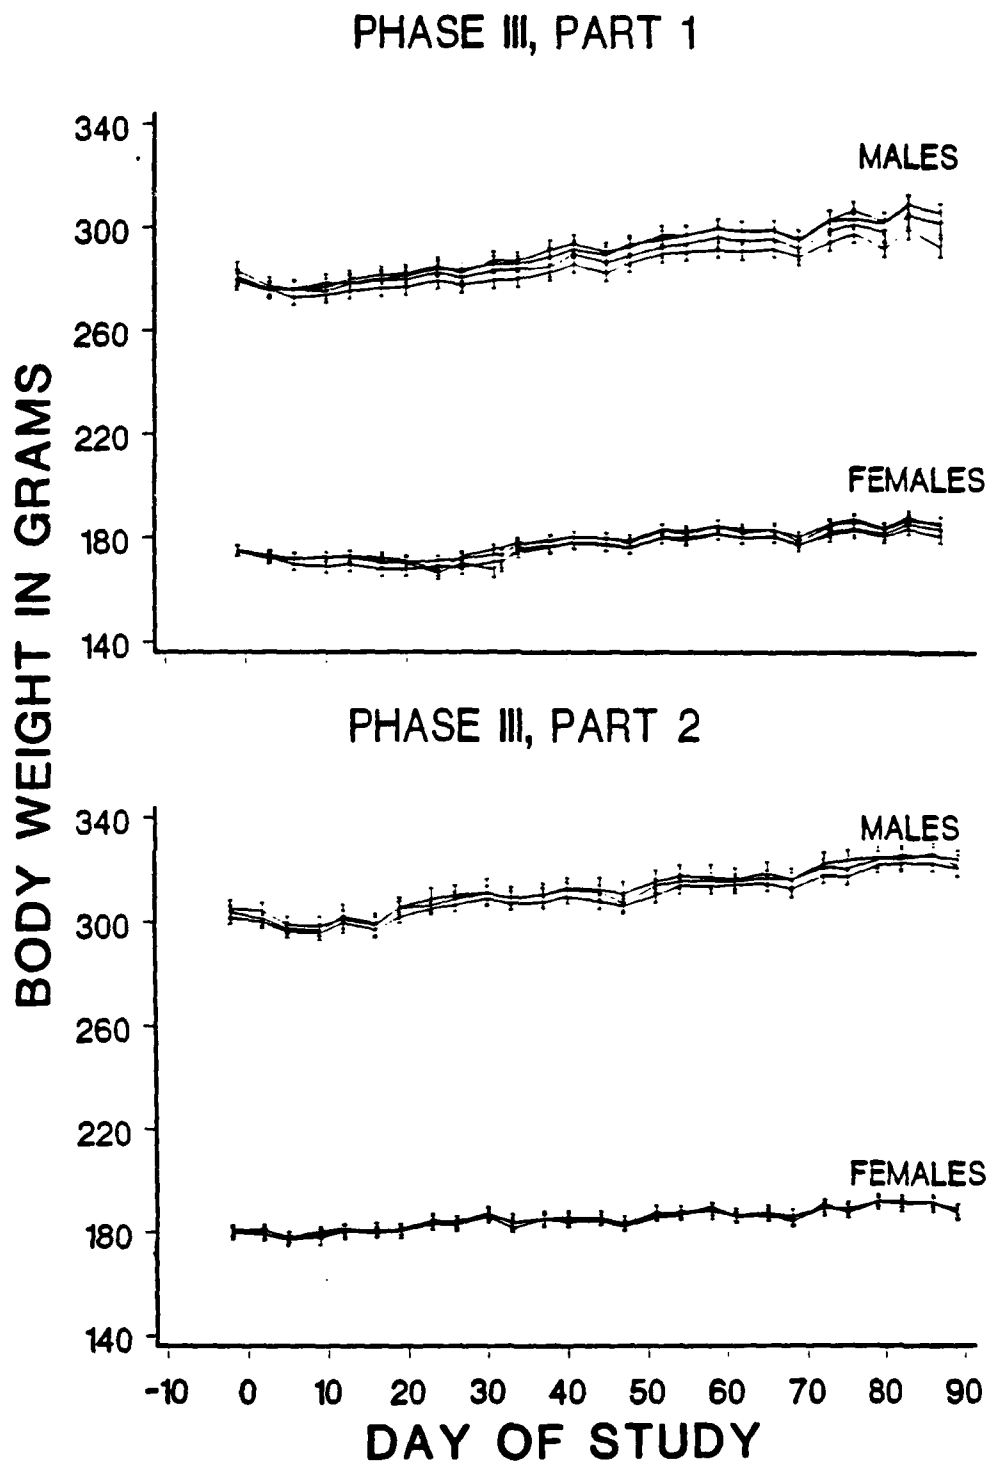 PHASE III, PART 1
340
300
260
220
180
140
MALES
FEMALES
BODY WEIGHT IN GRAMS
PHASE III, PART 2
340
300
260
220
180
140
MALES
FEMALES
-10 0 10 20 30 40 50 60 70 80 90
DAY OF STUDY